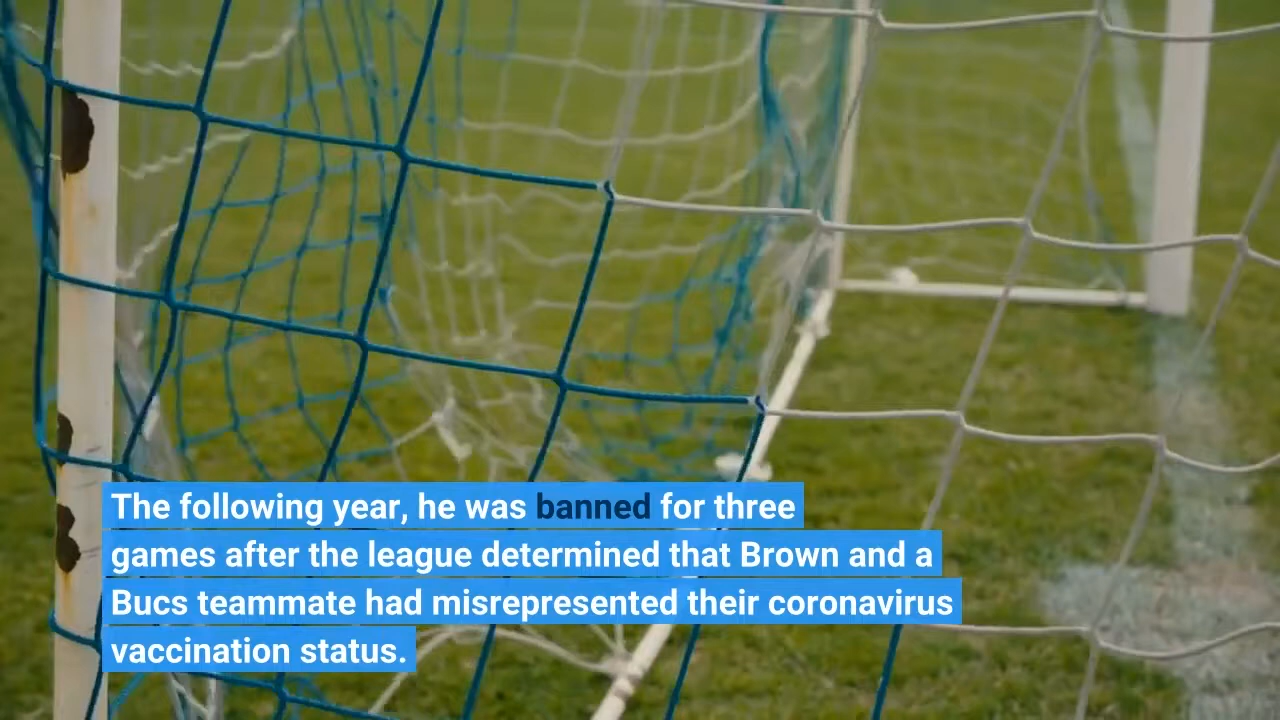 The following year, he was banned for three
games after the league determined that Brown and a
Bucs teammate had misrepresented their coronavirus
vaccination status.